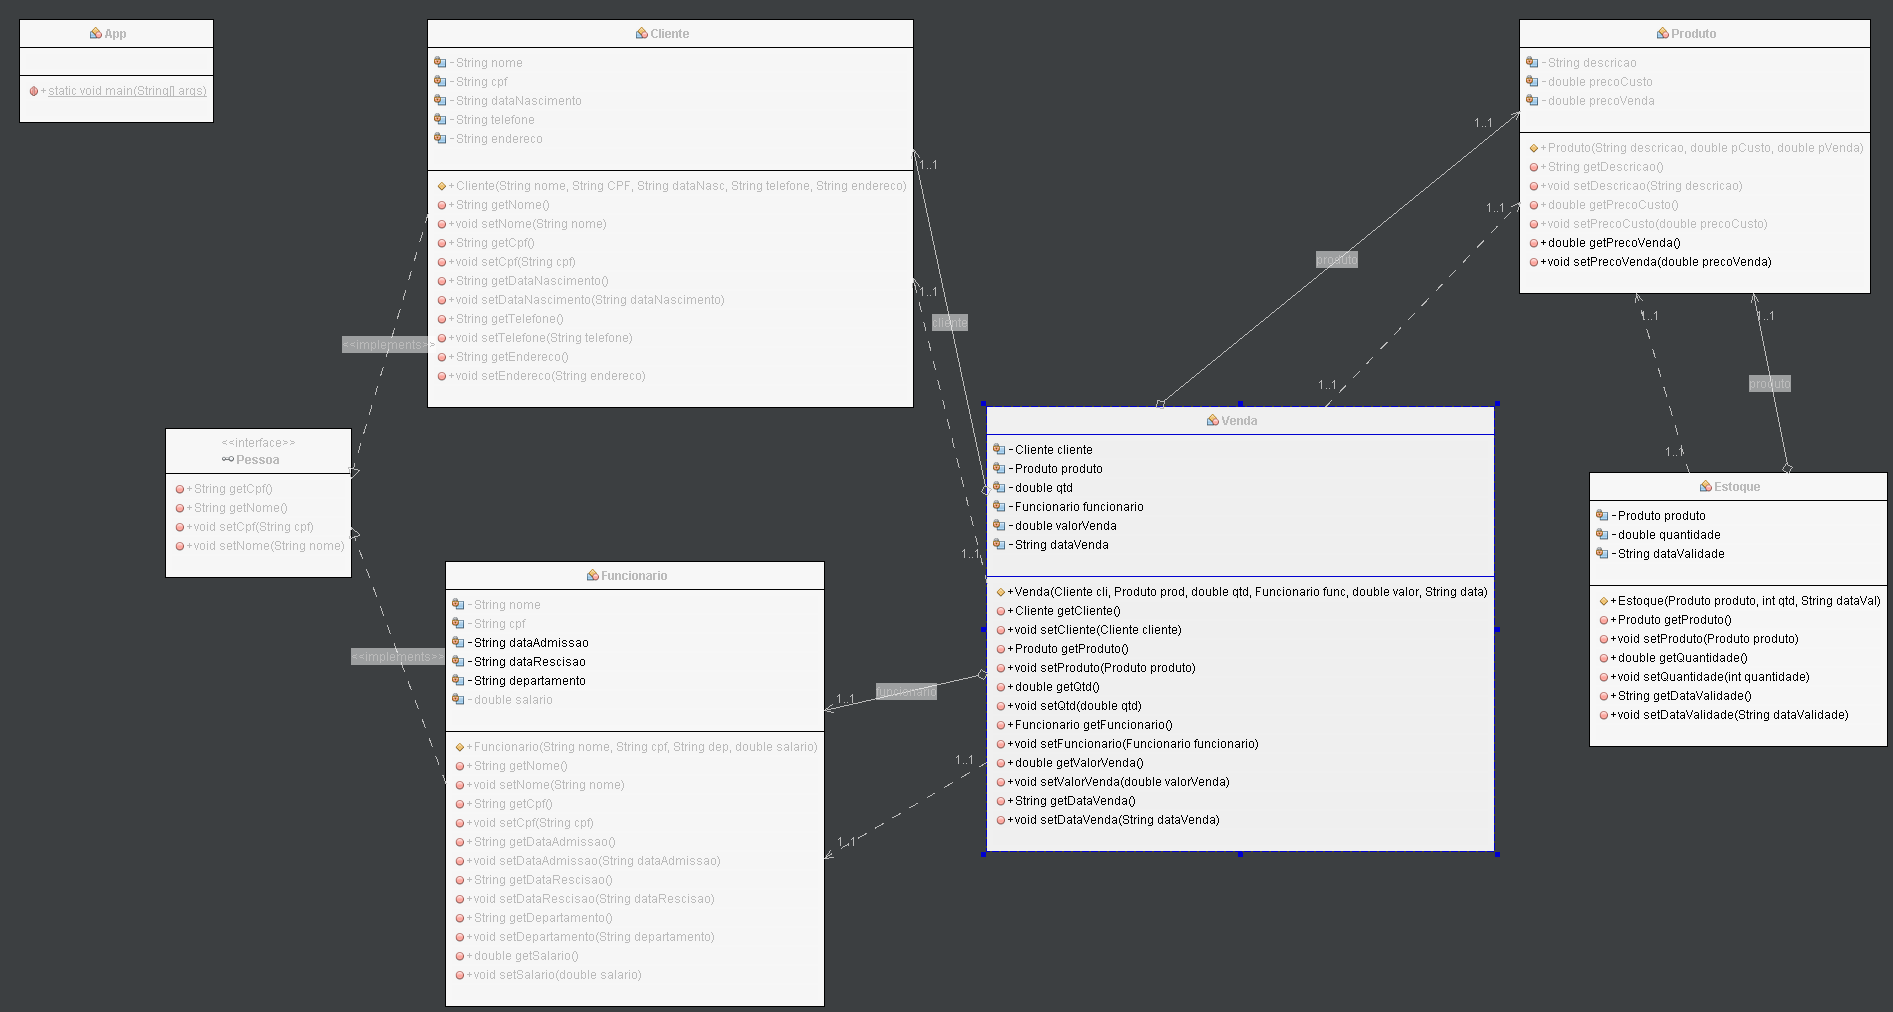 App
+static void main(String[] args)
Cliente
-String nome
-String cpf
-String dataNascimento
-String telefone
-String endereco
+Cliente(String nome, String CPF, String dataNasc, String telefone, String endereco)
+String getNome()
+void setNome(String nome)
+String getCpf()
+void setCpf(String cpf)
+String getDataNascimento()
+void setDataNascimento(String dataNascimento)
+String getTelefone()
+void setTelefone(String telefone)
+String getEndereco()
+void setEndereco(String endereco)
Produto
-String descricao
-double precoCusto
-double precoVenda
+Produto(String descricao, double pCusto, double pVenda)
+String getDescricao()
+void setDescricao(String descricao)
+double getPrecoCusto()
+void setPrecoCusto(double precoCusto)
+double getPrecoVenda()
+void setPrecoVenda(double precoVenda)
1..1
1..1
1..1
1..1
produto
cliente
1..1
1..1
1..1
produto
1..1
<<implements>>
<<interface>>
Pessoa
+String getCpf()
+String getNome()
+void setCpf(String cpf)
+void setNome(String nome)
<<implements>>
Venda
-Cliente cliente
-Produto produto
-double qtd
-Funcionario funcionario
-double valorVenda
-String dataVenda
+Venda(Cliente cli, Produto prod, double qtd, Funcionario func, double valor, String data)
+Cliente getCliente()
+void setCliente(Cliente cliente)
+Produto getProduto()
+void setProduto(Produto produto)
+double getQtd()
+void setQtd(double qtd)
+Funcionario getFuncionario()
+void setFuncionario(Funcionario funcionario)
+double getValorVenda()
+void setValorVenda(double valorVenda)
+String getDataVenda()
+void setDataVenda(String dataVenda)
1..1
Estoque
-Produto produto
-double quantidade
-String dataValidade
+Estoque(Produto produto, int qtd, String dataVal)
+Produto getProduto()
+void setProduto(Produto produto)
+double getQuantidade()
+void setQuantidade(int quantidade)
+String getDataValidade()
+void setDataValidade(String dataValidade)
Funcionario
-String nome
-String cpf
-String dataAdmissao
-String dataRescisao
-String departamento
-double salario
+Funcionario(String nome, String cpf, String dep, double salario)
+String getNome()
+void setNome(String nome)
+String getCpf()
+void setCpf(String cpf)
+String getDataAdmissao()
+void setDataAdmissao(String dataAdmissao)
+String getDataRescisao()
+void setDataRescisao(String dataRescisao)
+String getDepartamento()
+void setDepartamento(String departamento)
+double getSalario()
+void setSalario(double salario)
funcionario
1..1
1..1
1..1